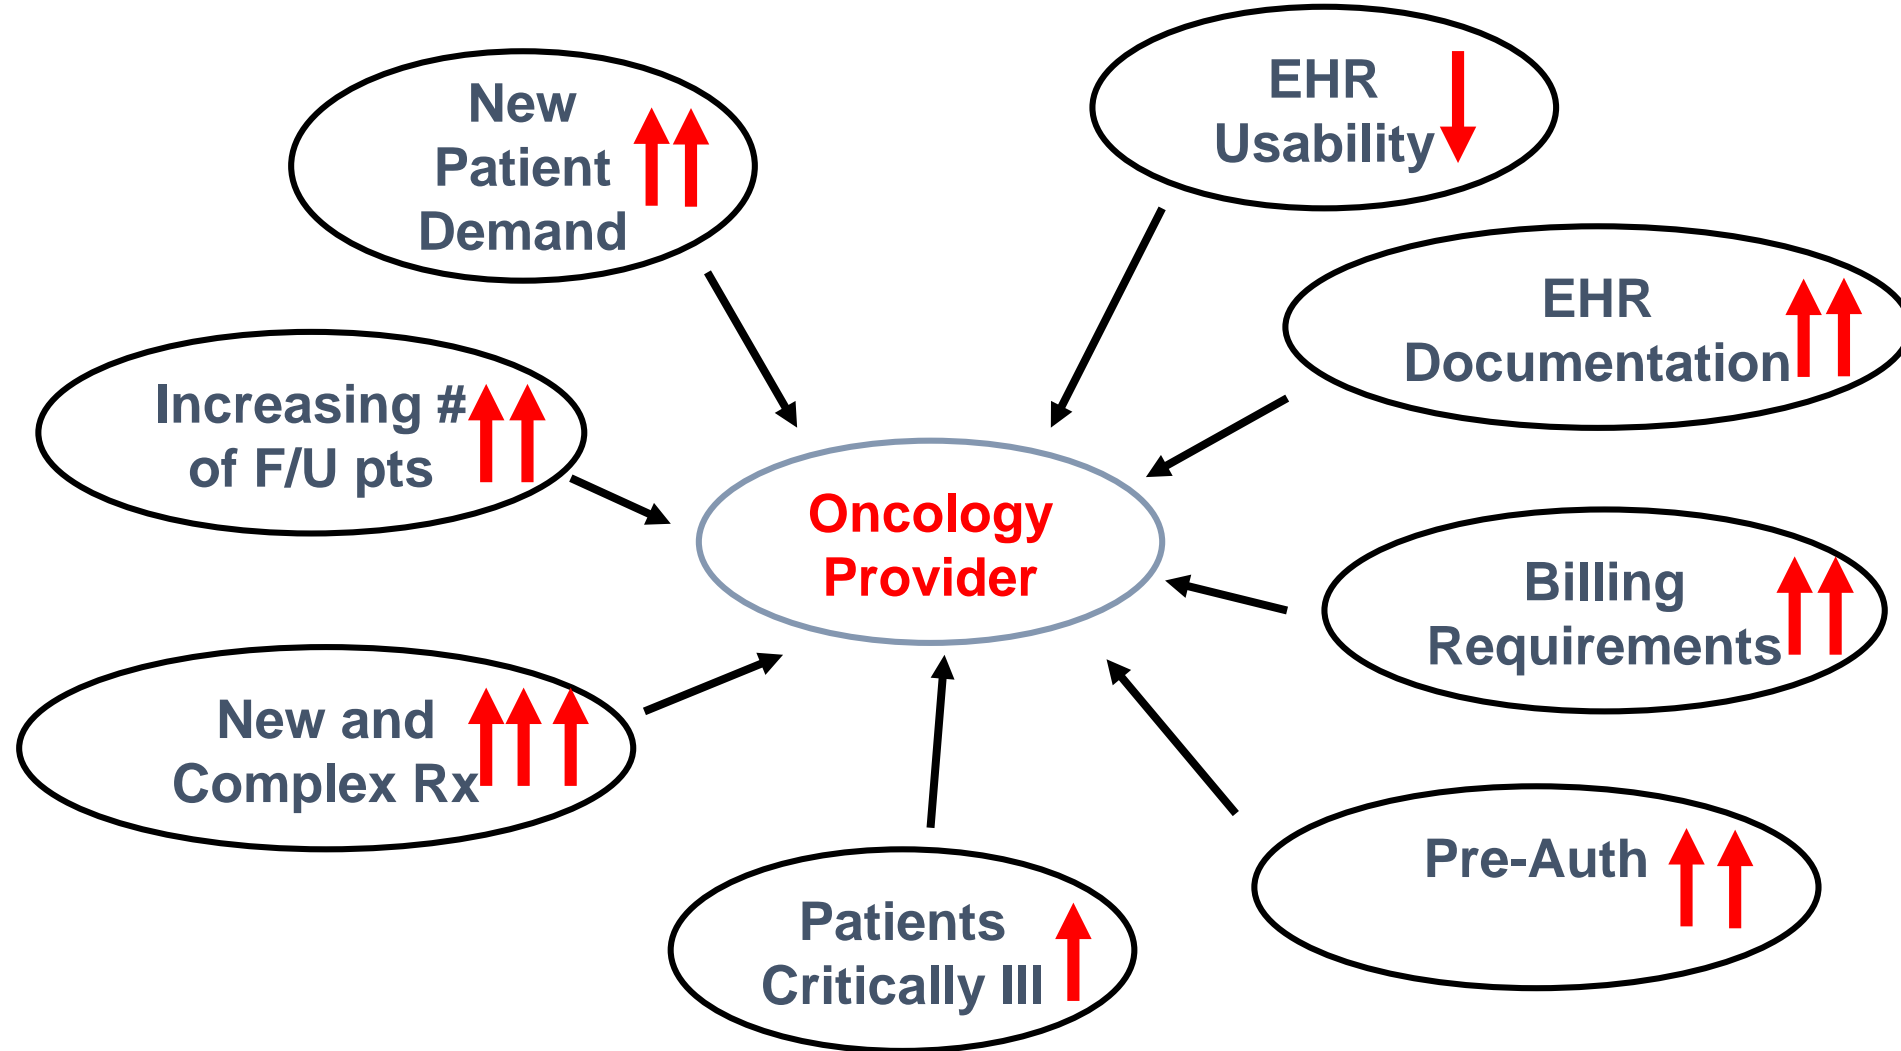 New
Patient
Demand
EHR
Usability
EHR
Documentation
Increasing #
of F/U pts
Oncology
Provider
Billing
Requirements
New and
Complex Rx
Pre-Auth
Patients
Critically Ill